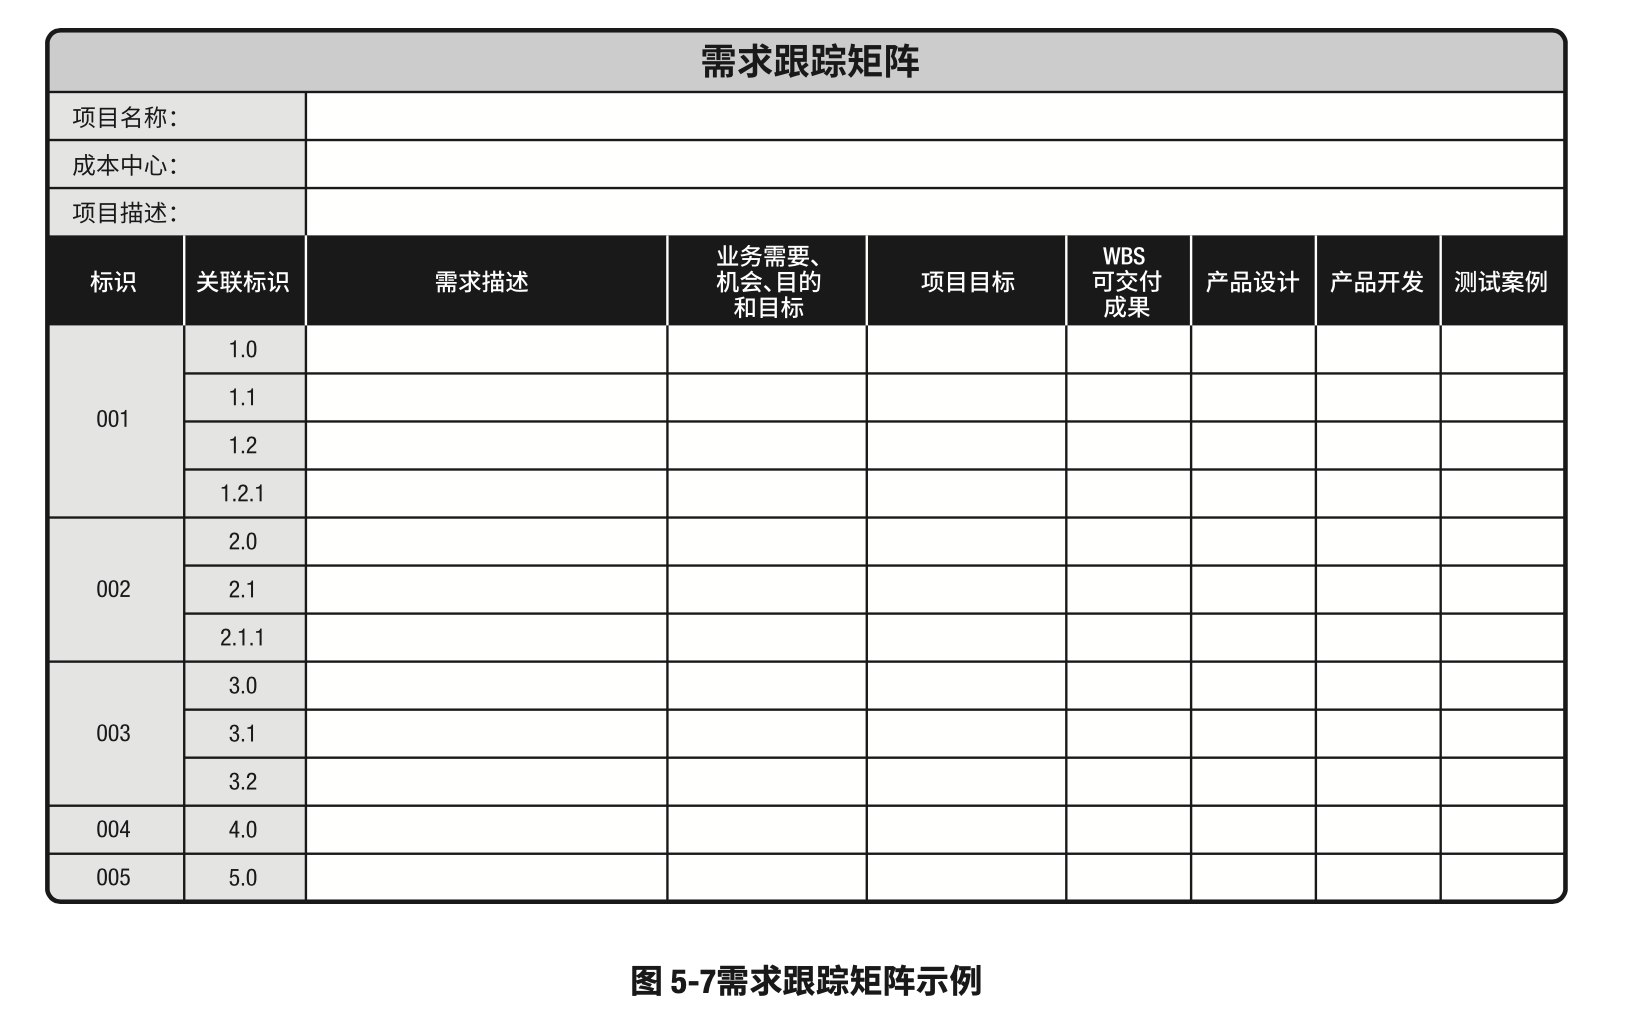 需求跟踪矩阵
项目名称：
成本中心：
项目描述：
标识
关联标识
需求描述
业务需要、
机会、目的
和目标
项目目标
WBS
可交付
成果
产品设计
产品开发
测试案例
001
1.0
1.1
1.2
1.2.1
002
2.0
2.1
2.1.1
003
3.0
3.1
3.2
004
4.0
005
5.0
图 5-7需求跟踪矩阵示例